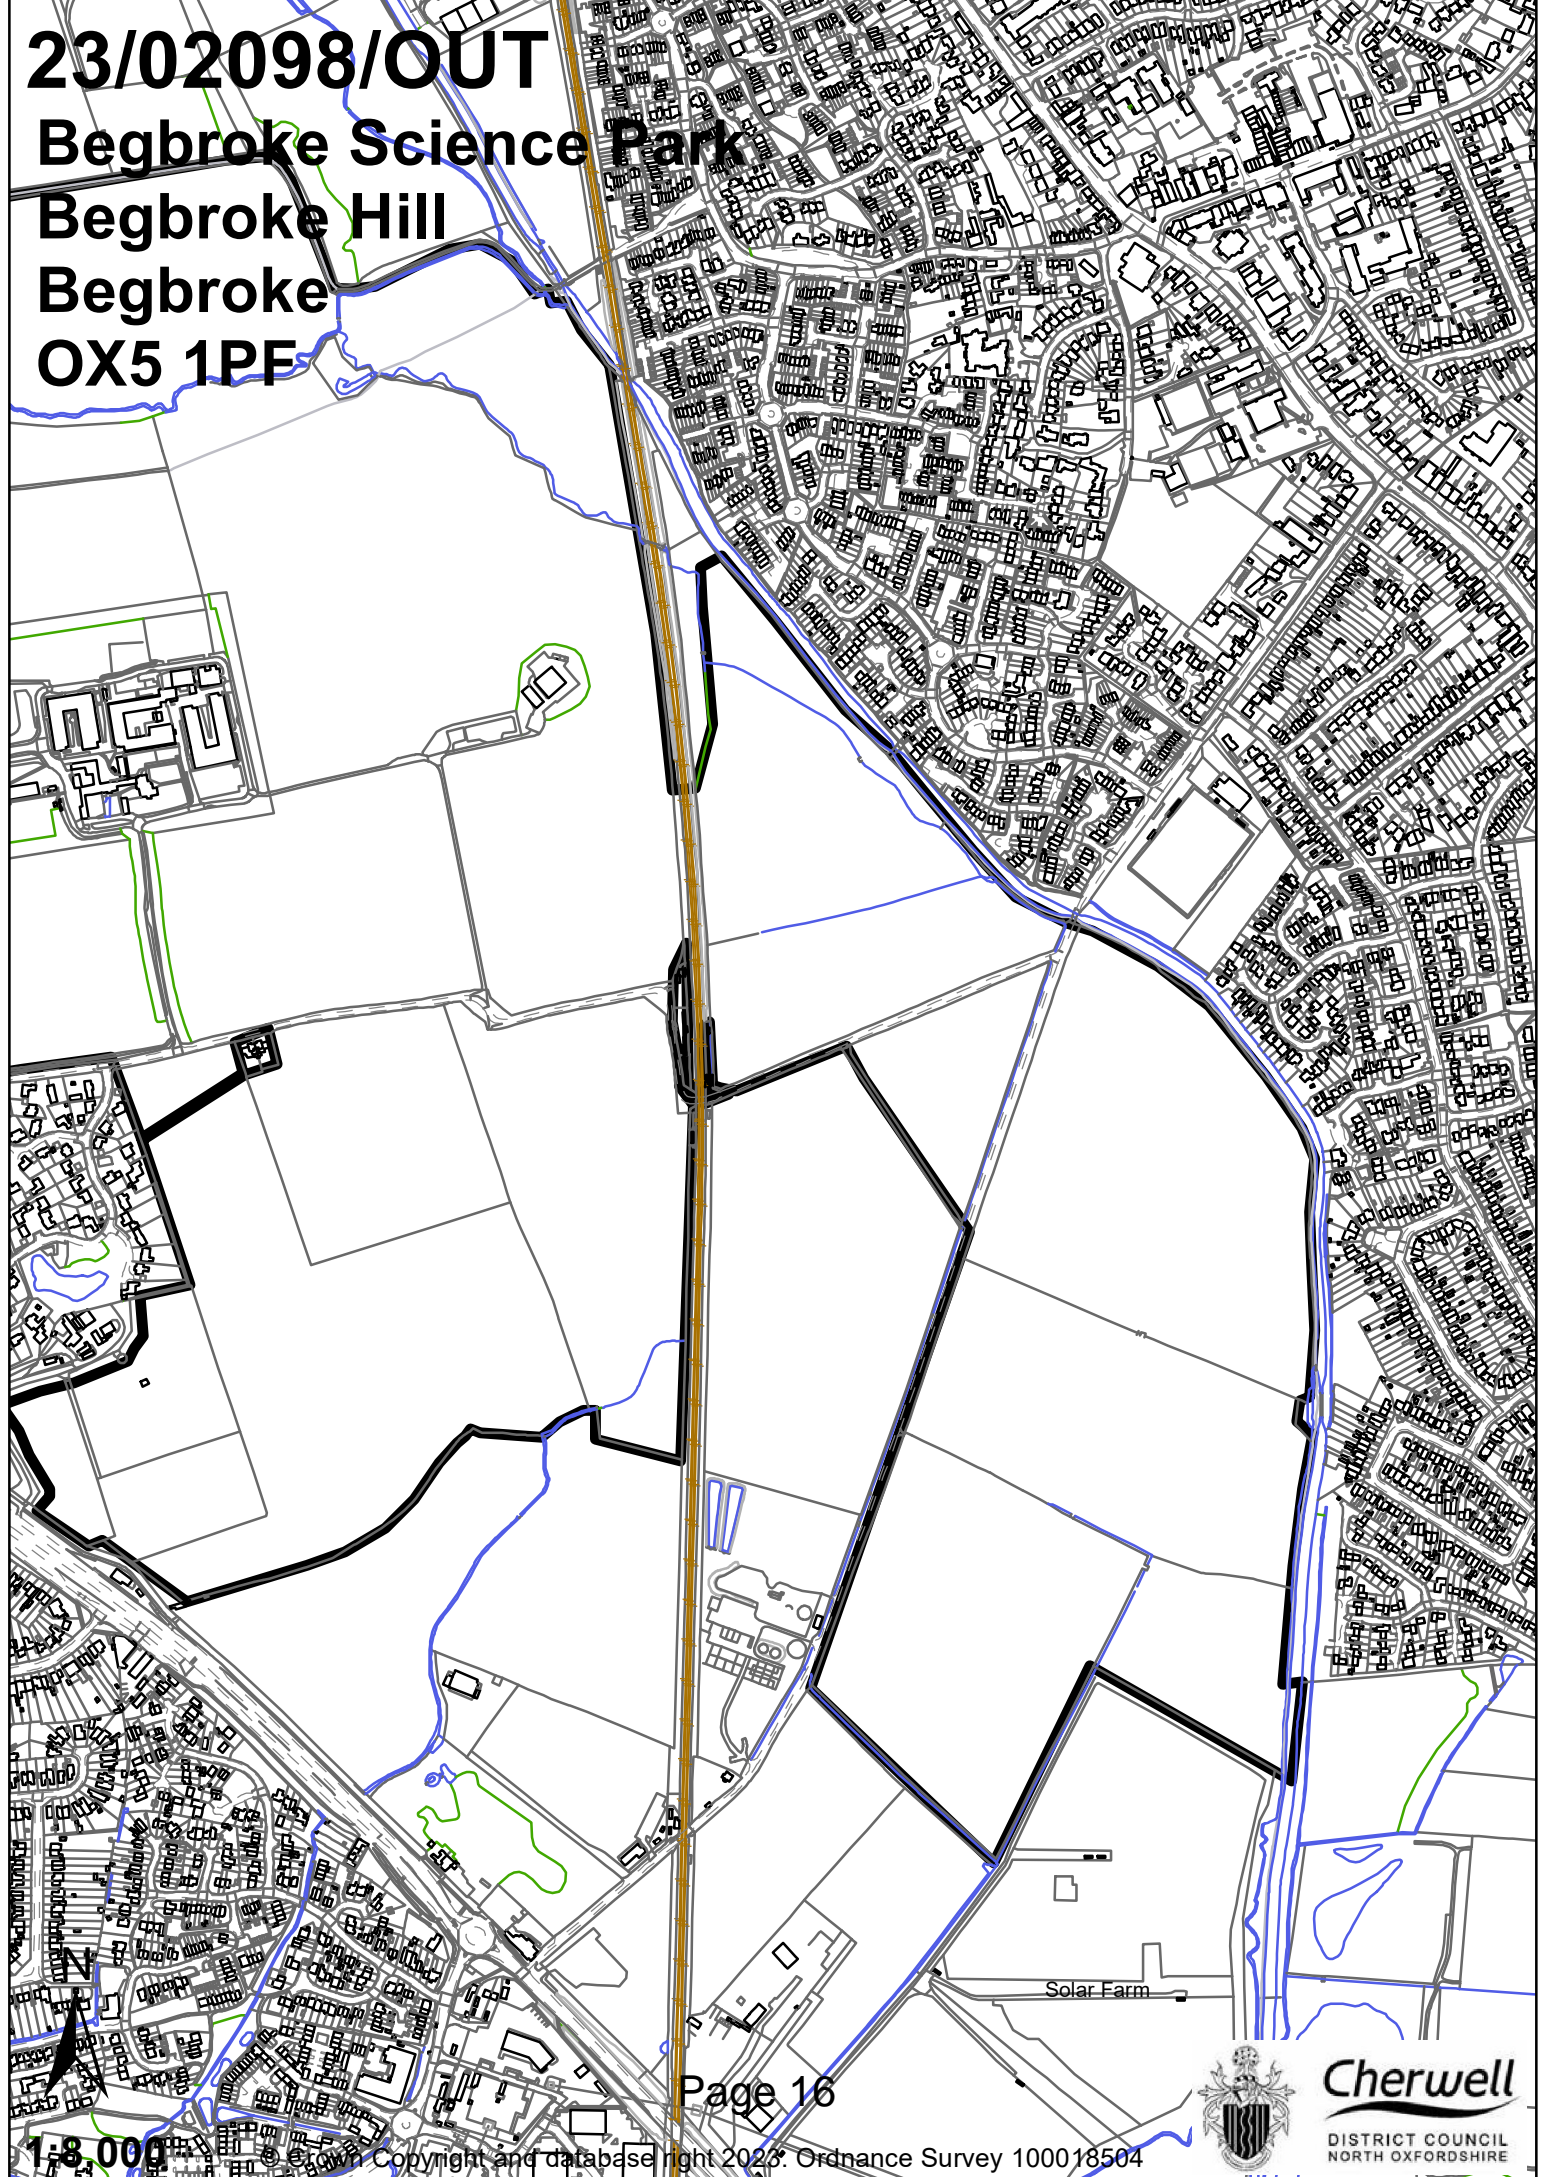 23/02098/OUT
Begbroke Science Park
Begbroke Hill
Begbroke
OX5 1PF
Solar Farm
N
Page 16
Cherwell
DISTRICT COUNCIL
NORTH OXFORDSHIRE
1:8,000
© Crown Copyright and database right 2023. Ordnance Survey 100018504